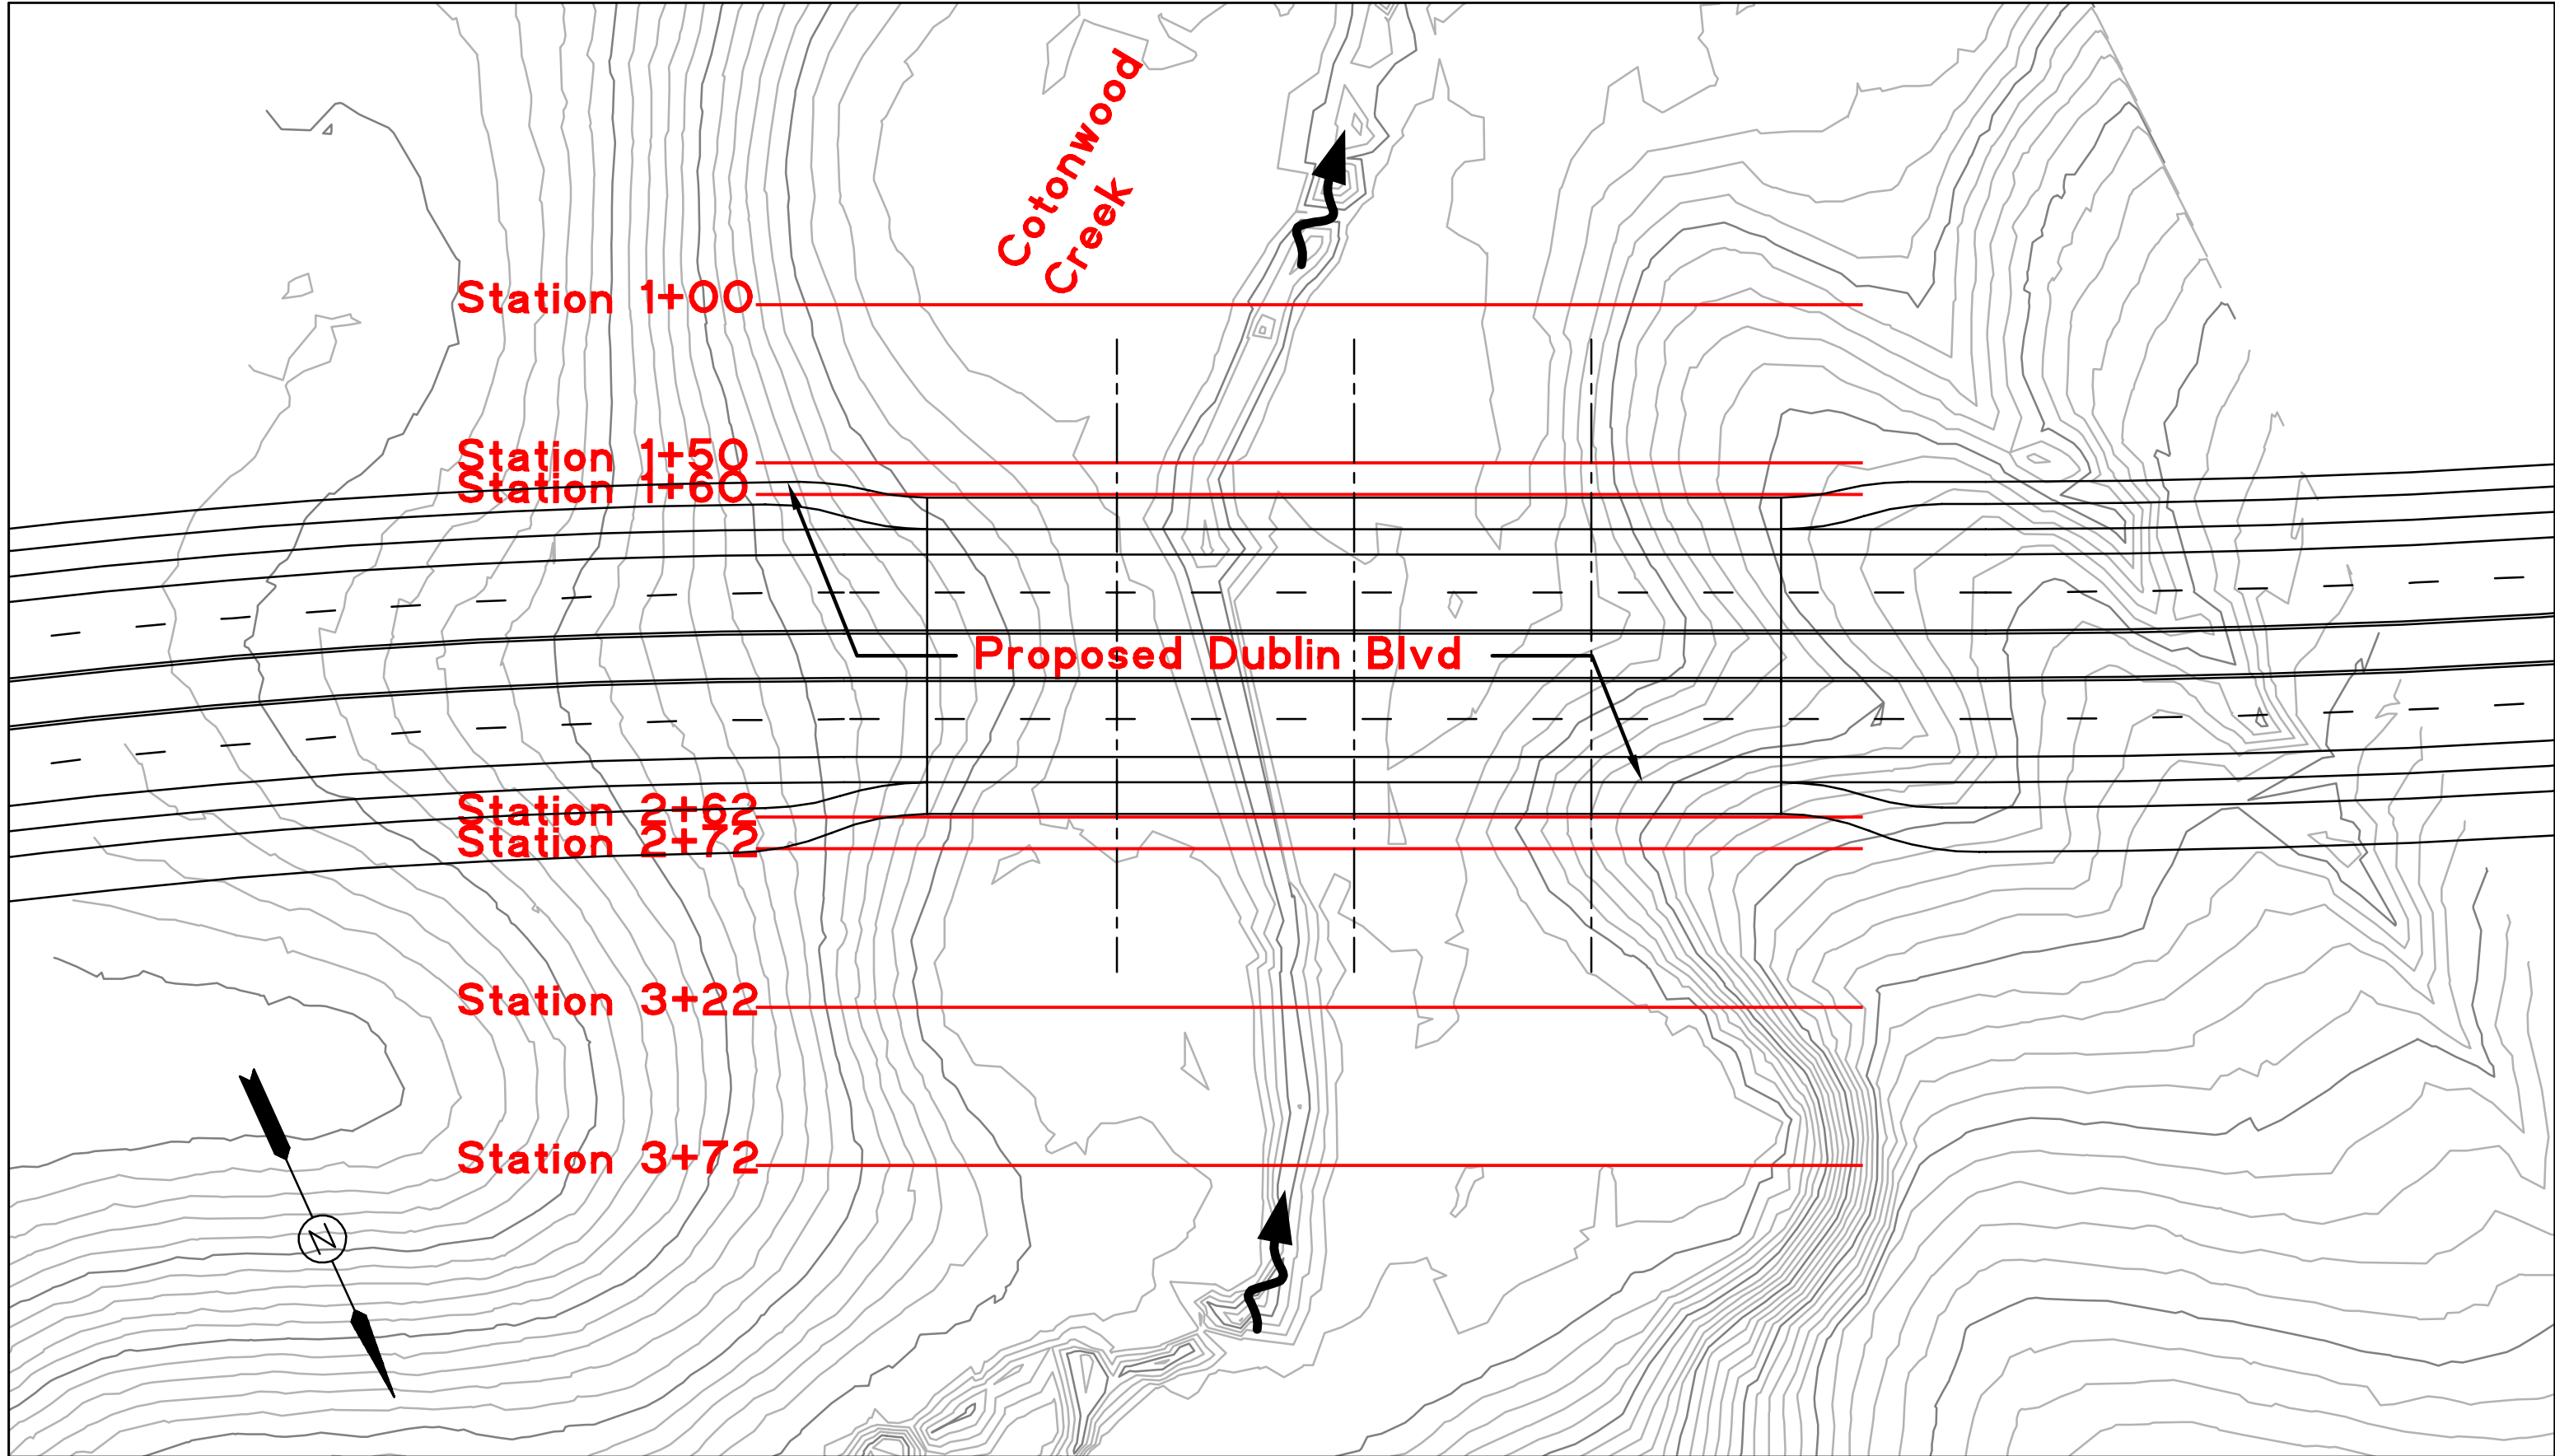 Cotonwood
Creek
Station 1+00
Station 1+50
Station 1+60
Proposed Dublin Blvd
Station 2+62
Station 2+72
Station 3+22
Station 3+72
N